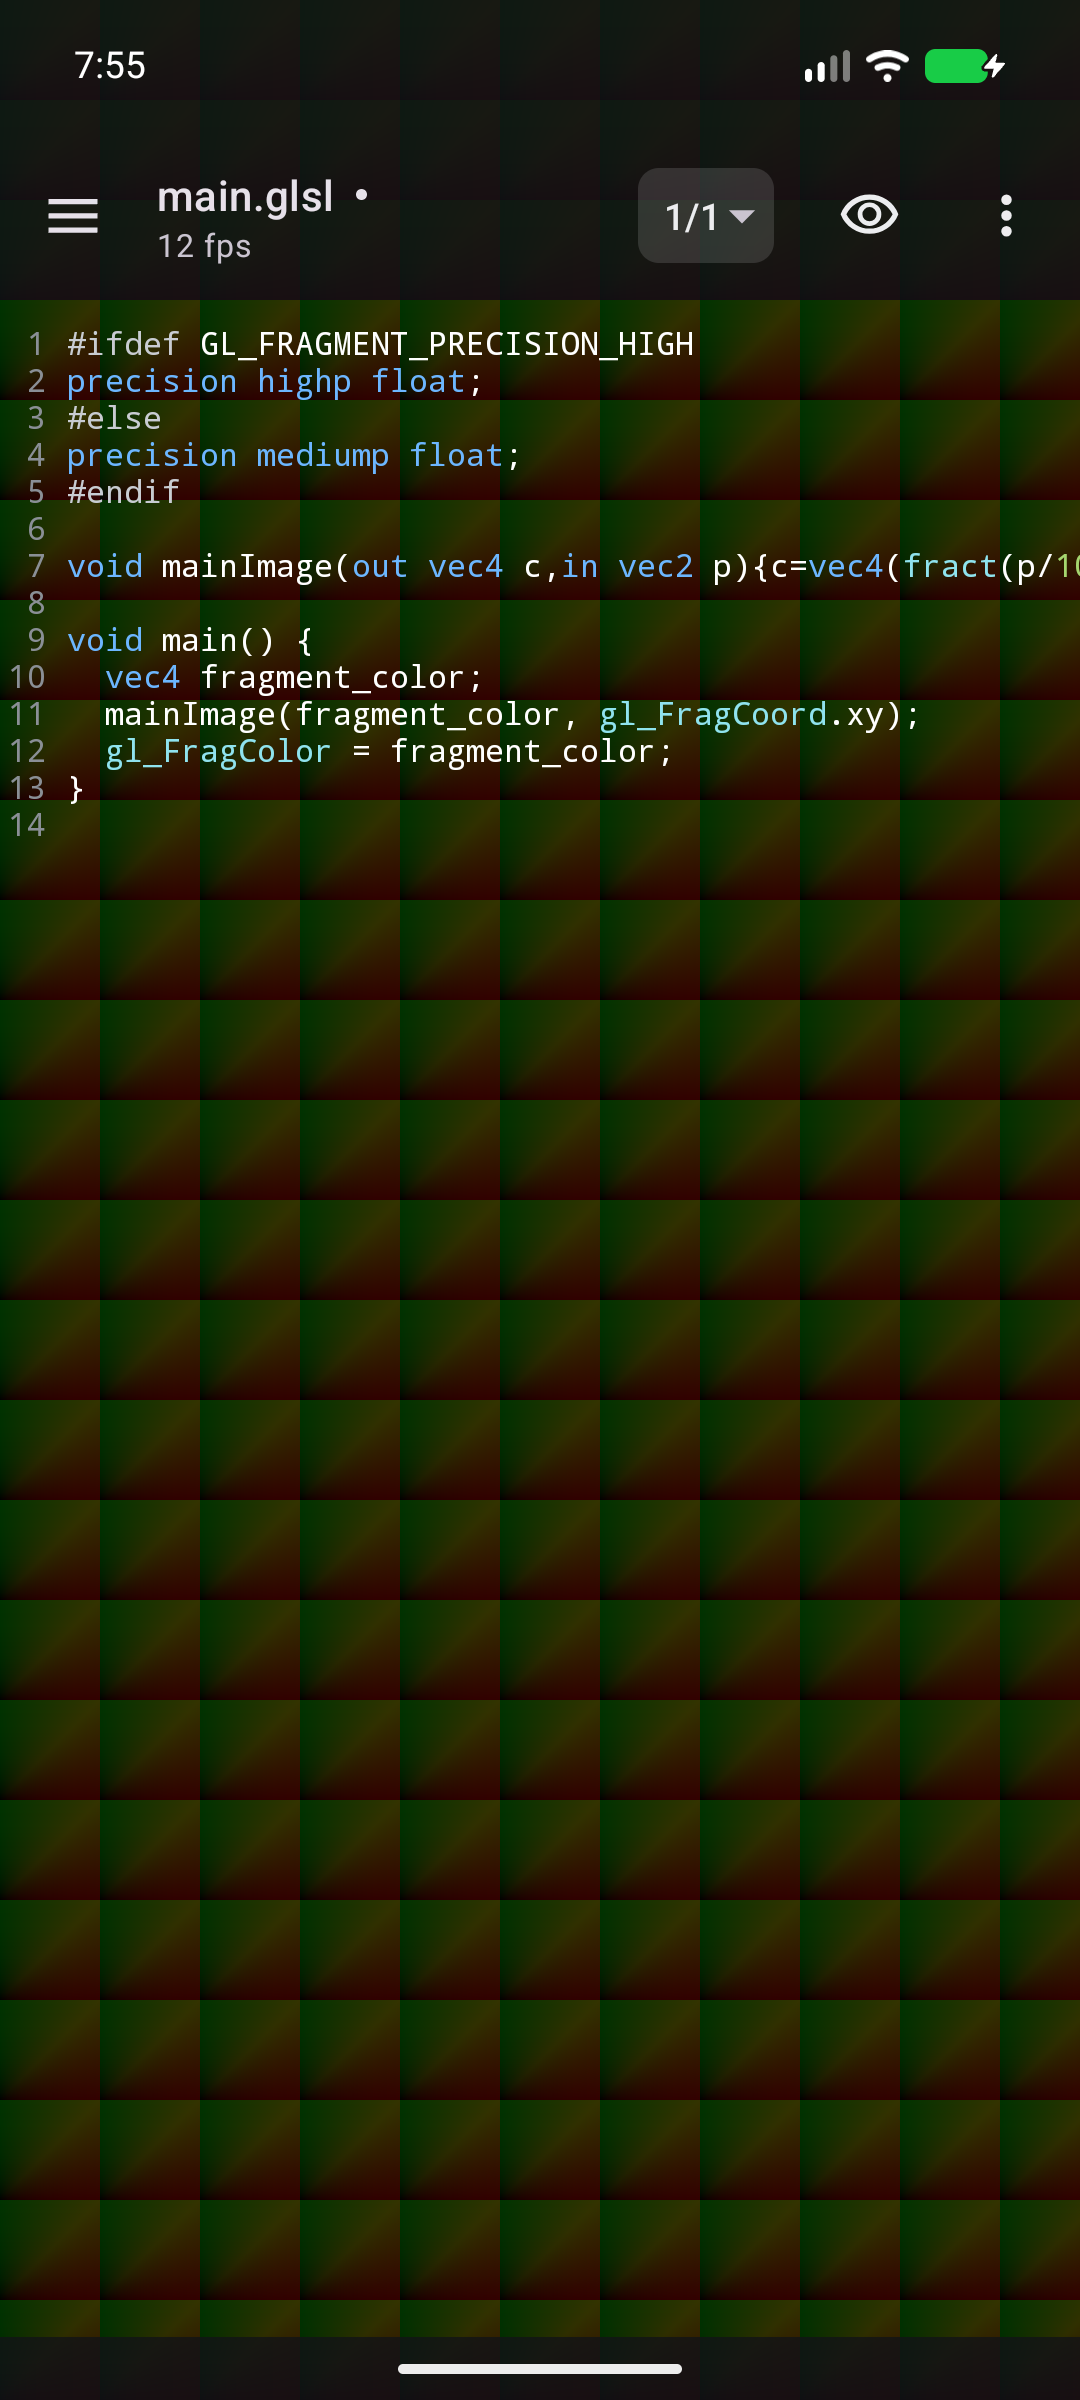 7:55
main.glsl •
12 fps
1/1
1 #ifdef GL_FRAGMENT_PRECISION_HIGH
2 precision highp float;
3 #else
4 precision mediump float;
5 #endif
6
7 void mainImage(out vec4 c,in vec2 p){c=vec4(fract(p/10
8
9 void main() {
10   vec4 fragment_color;
11   mainImage(fragment_color, gl_FragCoord.xy);
12   gl_FragColor = fragment_color;
13 }
14